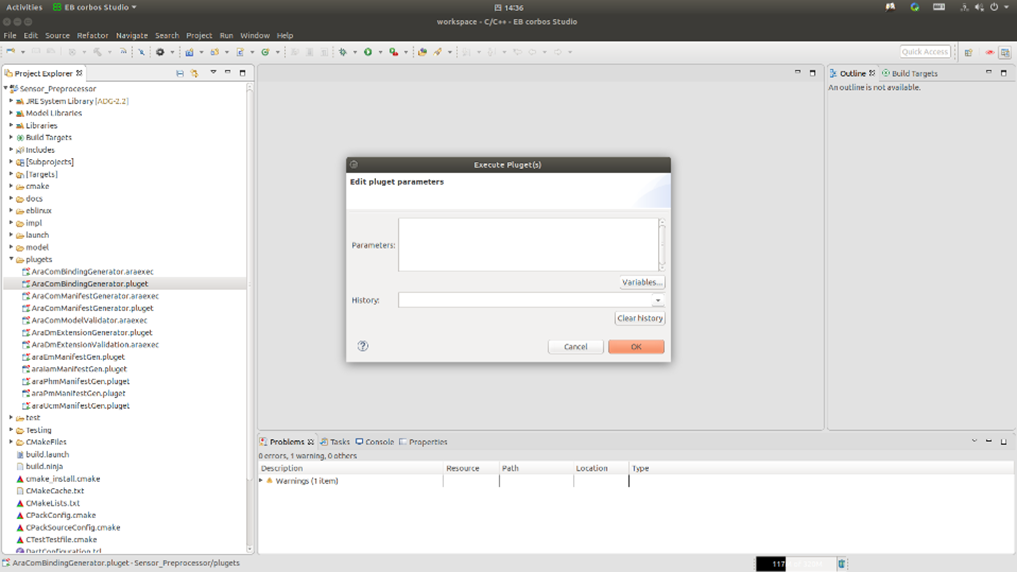 Activities EB corbos Studio 14:36
workspace - C/C++ - EB corbos Studio
File Edit Source Refactor Navigate Search Project Run Window Help
Quick Access
Project Explorer
Sensor_Preprocessor
JRE System Library [ADG-2.2]
Model Libraries
Libraries
Build Targets
Includes
[Subprojects]
[Targets]
cmake
docs
eblinux
impl
launch
model
plugets
AraComBindingGenerator.araexec
AraComBindingGenerator.pluget
AraComManifestGenerator.araexec
AraComManifestGenerator.pluget
AraComModelValidator.araexec
AraDmExtensionGenerator.pluget
AraDmExtensionValidation.araexec
araEmManifestGen.pluget
araIamManifestGen.pluget
araPhmManifestGen.pluget
araPmManifestGen.pluget
araUcmManifestGen.pluget
test
Testing
CMakeFiles
build.launch
build.ninja
cmake_install.cmake
CMakeCache.txt
CMakeLists.txt
CPackConfig.cmake
CPackSourceConfig.cmake
CTestTestfile.cmake
DartConfiguration.tcl
Execute Pluget(s)
Edit pluget parameters
Parameters:
Variables...
History:
Clear history
Cancel OK
Outline Build Targets
An outline is not available.
Problems Tasks Console Properties
0 errors, 1 warning, 0 others
Description Resource Path Location Type
Warnings (1 item)
AraComBindingGenerator.pluget - Sensor_Preprocessor/plugets